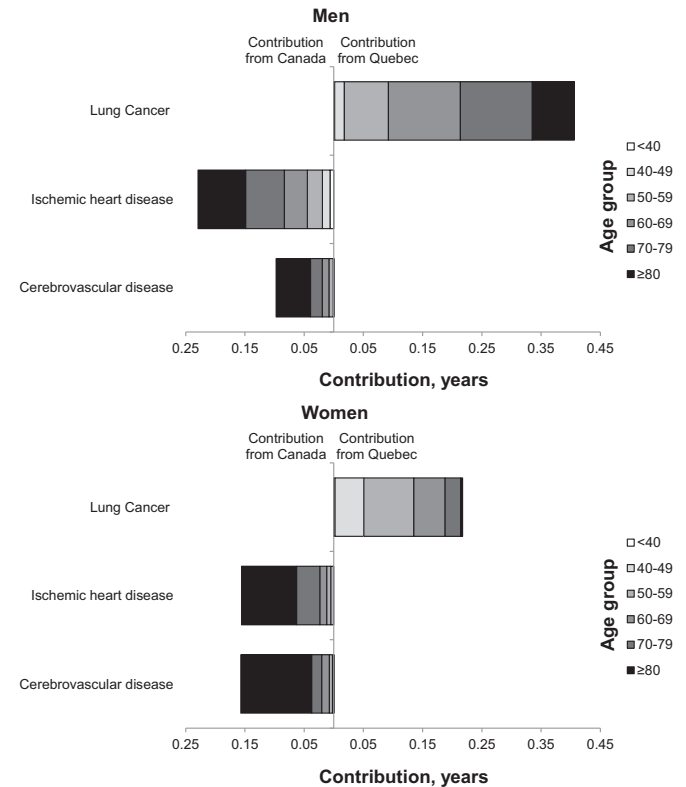 Men
Contribution from Canada
Contribution from Quebec
Lung Cancer
Ischemic heart disease
Cerebrovascular disease
0.25 0.15 0.05 0.05 0.15 0.25 0.35 0.45
Contribution, years
Age group
<40
40-49
50-59
60-69
70-79
≥80
Women
Contribution from Canada
Contribution from Quebec
Lung Cancer
Ischemic heart disease
Cerebrovascular disease
0.25 0.15 0.05 0.05 0.15 0.25 0.35 0.45
Contribution, years
Age group
<40
40-49
50-59
60-69
70-79
≥80